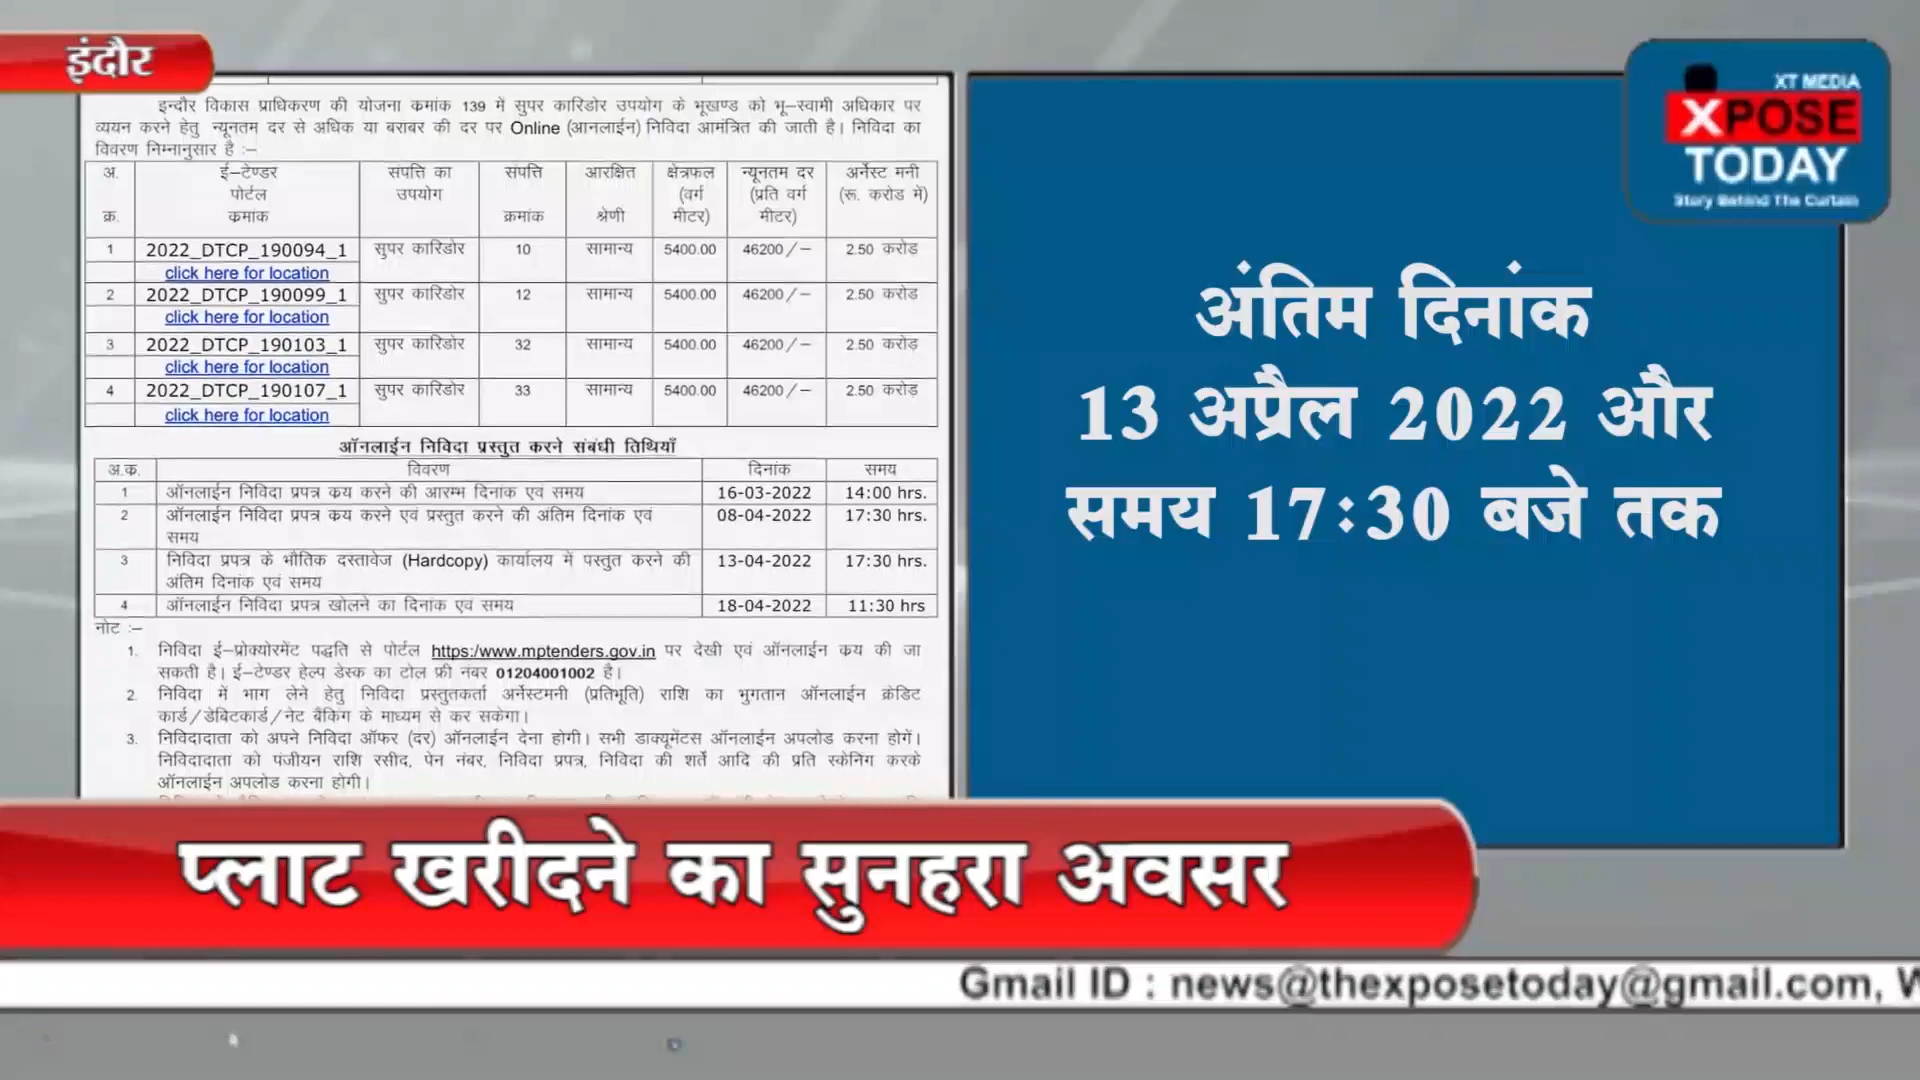 इंदौर
इन्दौर विकास प्राधिकरण की योजना कमांक 139 में सुपर कारिडोर उपयोग के भूखण्ड को भू–स्वामी अधिकार पर
व्ययन करने हेतु न्यूनतम दर से अधिक या बराबर की दर पर Online (आनलाईन) निविदा आमंत्रित की जाती है। निविदा का
विवरण निम्नानुसार है :–
अ. क्र. ई–टेण्डर पोर्टल कमांक संपत्ति का उपयोग संपत्ति कमांक आरक्षित श्रेणी क्षेत्रफल (वर्ग मीटर) न्यूनतम दर (प्रति वर्ग मीटर) अर्नेस्ट मनी (रू. करोड में)
1 2022_DTCP_190094_1 सुपर कारिडोर 10 सामान्य 5400.00 46200/– 2.50 करोड
click here for location
2 2022_DTCP_190099_1 सुपर कारिडोर 12 सामान्य 5400.00 46200/– 2.50 करोड
click here for location
3 2022_DTCP_190103_1 सुपर कारिडोर 32 सामान्य 5400.00 46200/– 2.50 करोड़
click here for location
4 2022_DTCP_190107_1 सुपर कारिडोर 33 सामान्य 5400.00 46200/– 2.50 करोड़
click here for location
ऑनलाईन निविदा प्रस्तुत करने संबंधी तिथियाँ
अ.क. विवरण दिनांक समय
1 ऑनलाईन निविदा प्रपत्र कय करने की आरम्भ दिनांक एवं समय 16-03-2022 14:00 hrs.
2 ऑनलाईन निविदा प्रपत्र कय करने एवं प्रस्तुत करने की अंतिम दिनांक एवं 08-04-2022 17:30 hrs.
समय
3 निविदा प्रपत्र के भौतिक दस्तावेज (Hardcopy) कार्यालय में पस्तुत करने की 13-04-2022 17:30 hrs.
अंतिम दिनांक एवं समय
4 ऑनलाईन निविदा प्रपत्र खोलने का दिनांक एवं समय 18-04-2022 11:30 hrs
नोट :–
1. निविदा ई–प्रोक्योरमेंट पद्धति से पोर्टल https:/www.mptenders.gov.in पर देखी एवं ऑनलाईन कय की जा
सकती है। ई–टेण्डर हेल्प डेस्क का टोल फ्री नंबर 01204001002 है।
2. निविदा में भाग लेने हेतु निविदा प्रस्तुतकर्ता अर्नेस्टमनी (प्रतिभूति) राशि का भुगतान ऑनलाईन क्रेडिट
कार्ड/डेबिटकार्ड/नेट बैंकिंग के माध्यम से कर सकेगा।
3. निविदादाता को अपने निविदा ऑफर (दर) ऑनलाईन देना होगी। सभी डाक्यूमेंटस ऑनलाईन अपलोड करना होगें।
निविदादाता को पंजीयन राशि रसीद, पेन नंबर, निविदा प्रपत्र, निविदा की शर्तें आदि की प्रति स्केनिंग करके
ऑनलाईन अपलोड करना होगी।
XT MEDIA
XPOSE
TODAY
Story Behind The Curtain
अंतिम दिनांक
13 अप्रैल 2022 और
समय 17:30 बजे तक
प्लाट खरीदने का सुनहरा अवसर
Gmail ID : news@thexposetoday@gmail.com, W